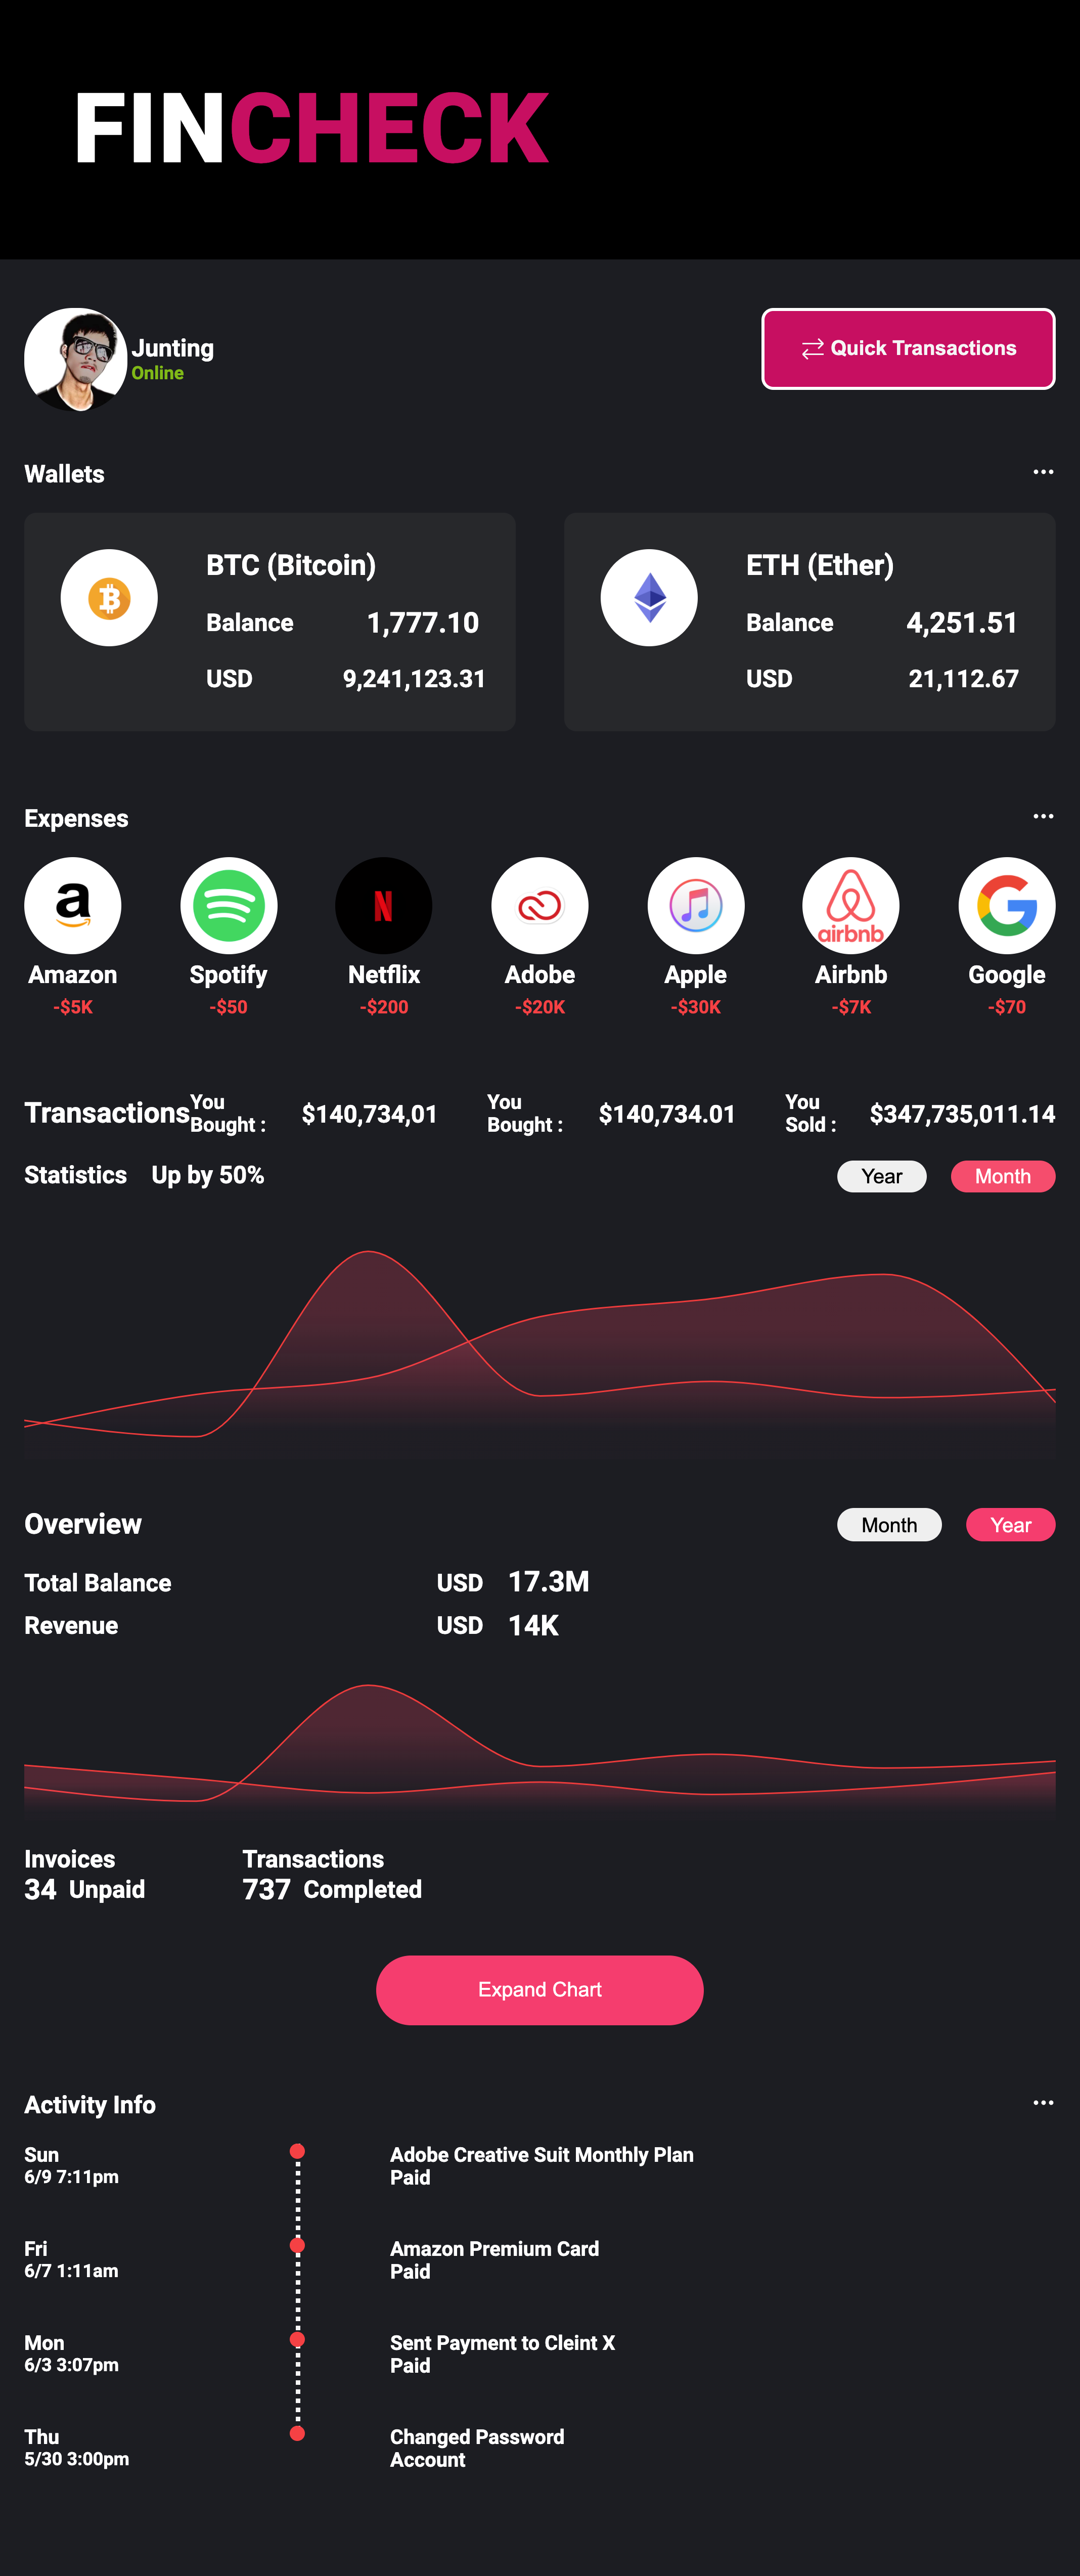 FINCHECK
Junting
Online
Quick Transactions
Wallets
BTC (Bitcoin)
Balance 1,777.10
USD 9,241,123.31
ETH (Ether)
Balance 4,251.51
USD 21,112.67
Expenses
a
airbnb
Amazon Spotify Netflix Adobe Apple Airbnb Google
-$5K -$50 -$200 -$20K -$30K -$7K -$70
Transactions
You
Bought :
$140,734,01
You
Bought :
$140,734.01
You
Sold :
$347,735,011.14
Statistics Up by 50%
Year Month
Overview
Month Year
Total Balance USD 17.3M
Revenue USD 14K
Invoices
34 Unpaid
Transactions
737 Completed
Expand Chart
Activity Info
Sun
6/9 7:11pm
Adobe Creative Suit Monthly Plan
Paid
Fri
6/7 1:11am
Amazon Premium Card
Paid
Mon
6/3 3:07pm
Sent Payment to Cleint X
Paid
Thu
5/30 3:00pm
Changed Password
Account